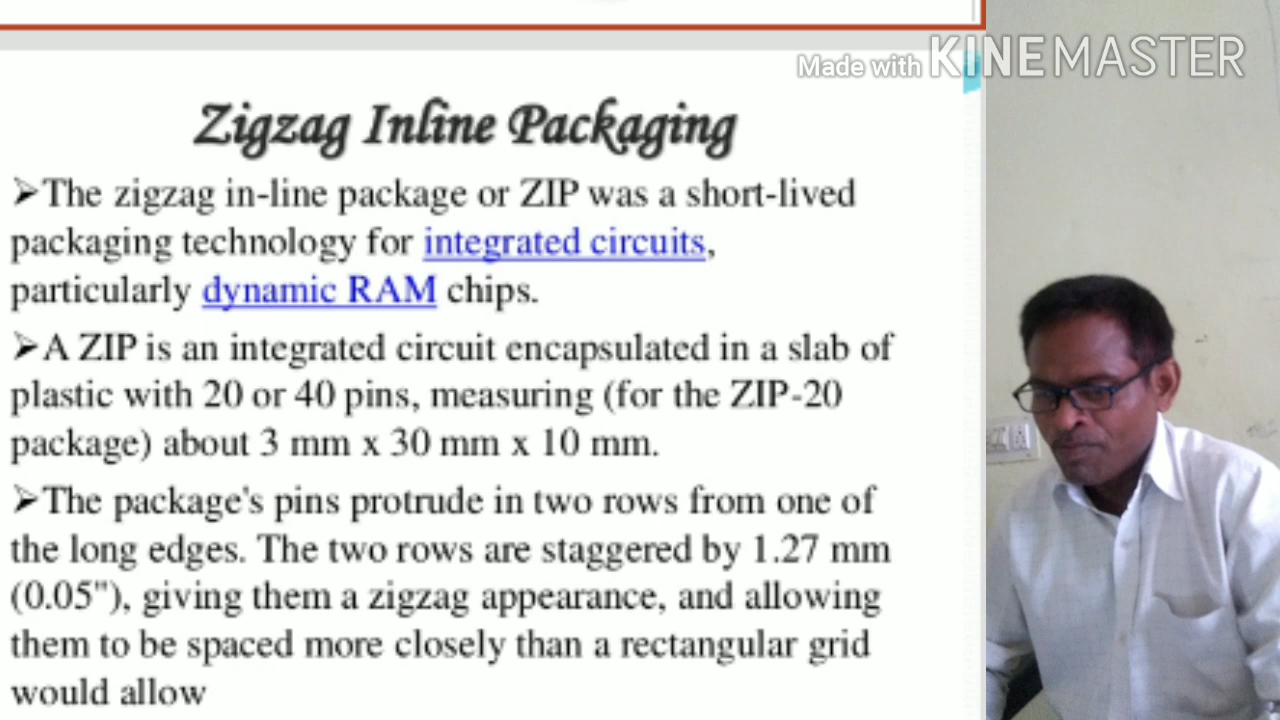 Made with KINEMASTER
Zigzag Inline Packaging
➢The zigzag in-line package or ZIP was a short-lived
packaging technology for integrated circuits,
particularly dynamic RAM chips.
➢A ZIP is an integrated circuit encapsulated in a slab of
plastic with 20 or 40 pins, measuring (for the ZIP-20
package) about 3 mm x 30 mm x 10 mm.
➢The package's pins protrude in two rows from one of
the long edges. The two rows are staggered by 1.27 mm
(0.05"), giving them a zigzag appearance, and allowing
them to be spaced more closely than a rectangular grid
would allow